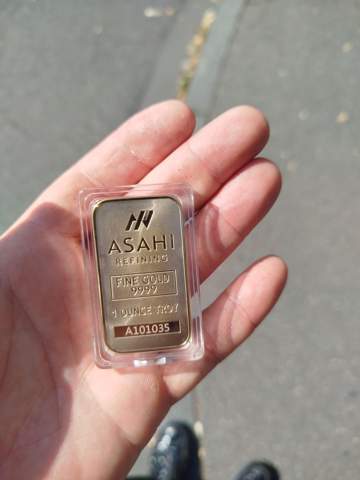 ASAHI
REFINING
FINE GOLD
9999
1 OUNCE TROY
A101035